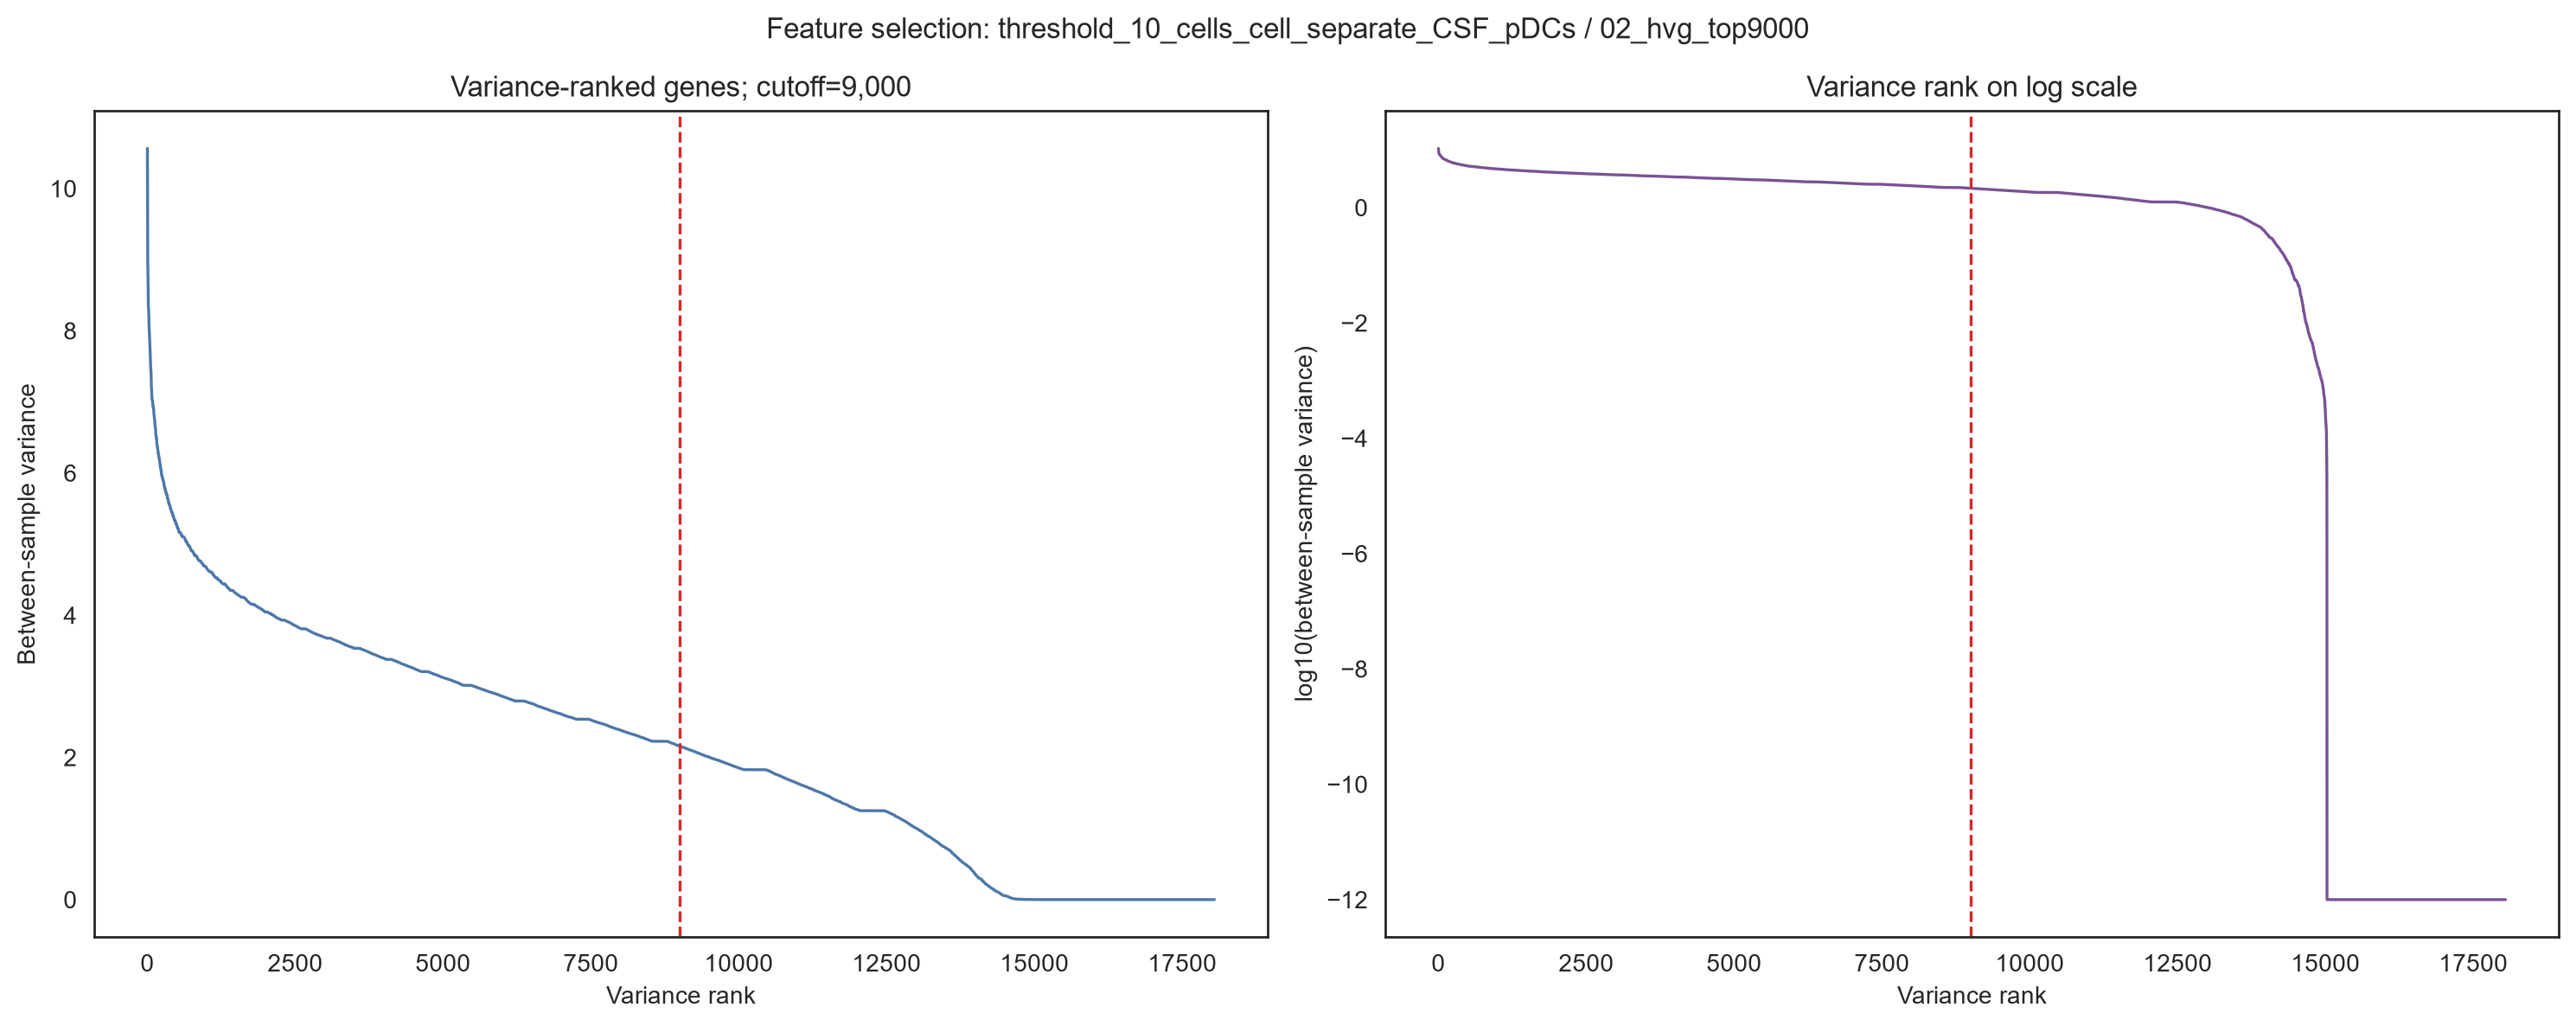 Feature selection: threshold_10_cells_cell_separate_CSF_pDCs / 02_hvg_top9000
Variance-ranked genes; cutoff=9,000
Between-sample variance
10
8
6
4
2
0
0 2500 5000 7500 10000 12500 15000 17500
Variance rank
Variance rank on log scale
log10(between-sample variance)
0
−2
−4
−6
−8
−10
−12
0 2500 5000 7500 10000 12500 15000 17500
Variance rank